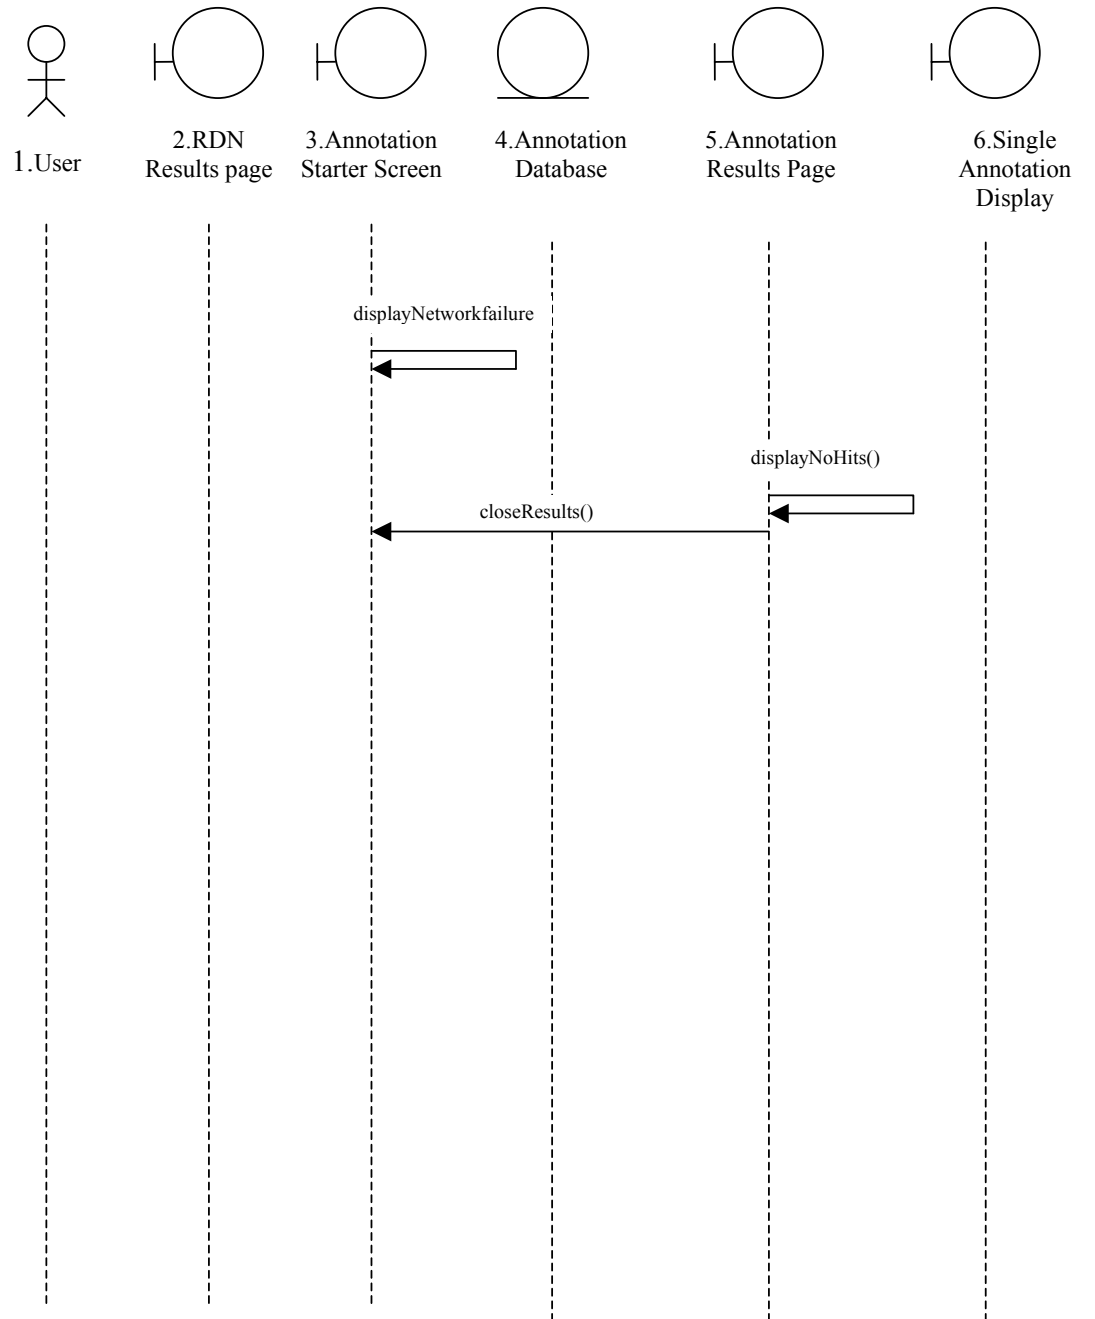 1.User
2.RDN
Results page
3.Annotation
Starter Screen
4.Annotation
Database
5.Annotation
Results Page
6.Single
Annotation
Display
displayNetworkfailure
displayNoHits()
closeResults()